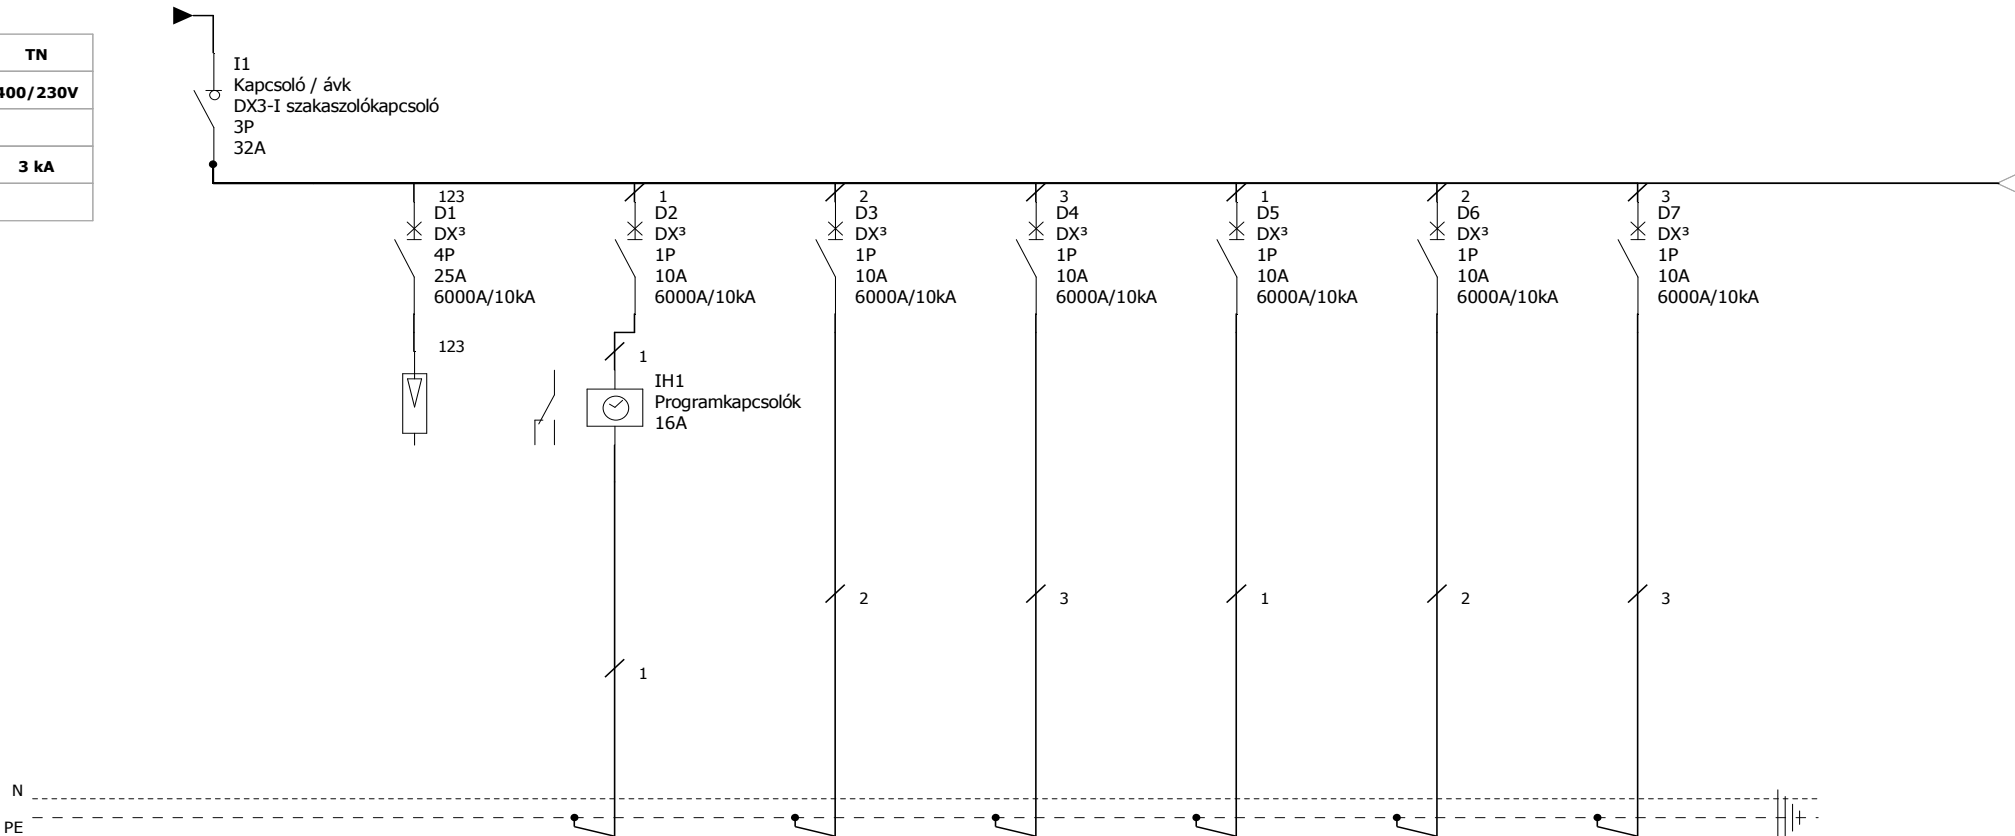 TN
400/230V
3 kA
I1
Kapcsoló / ávk
DX3-I szakaszolókapcsoló
3P
32A
123
D1
DX³
4P
25A
6000A/10kA
123
1
D2
DX³
1P
10A
6000A/10kA
1
IH1
Programkapcsolók
16A
1
2
D3
DX³
1P
10A
6000A/10kA
2
3
D4
DX³
1P
10A
6000A/10kA
3
1
D5
DX³
1P
10A
6000A/10kA
1
2
D6
DX³
1P
10A
6000A/10kA
2
3
D7
DX³
1P
10A
6000A/10kA
3
N
PE